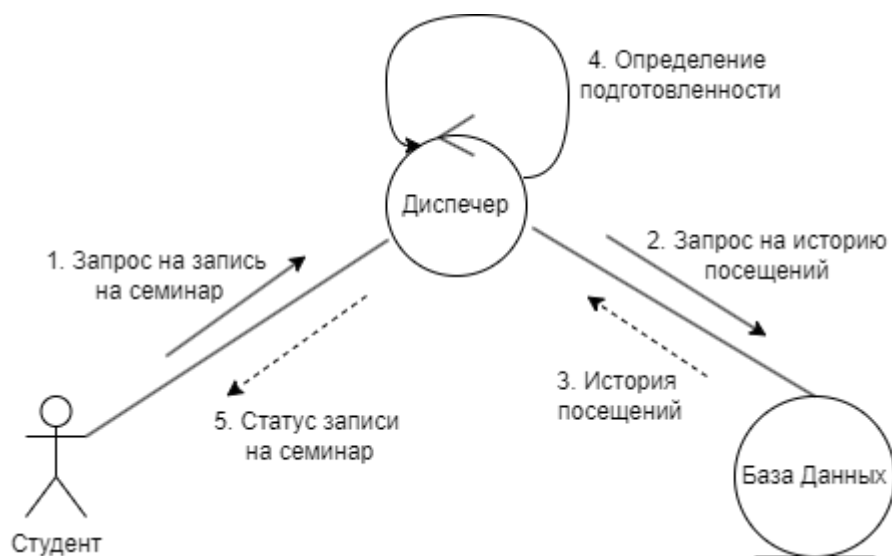 4. Определение
подготовленности
Диспечер
1. Запрос на запись
на семинар
2. Запрос на историю
посещений
3. История
посещений
5. Статус записи
на семинар
База Данных
Студент